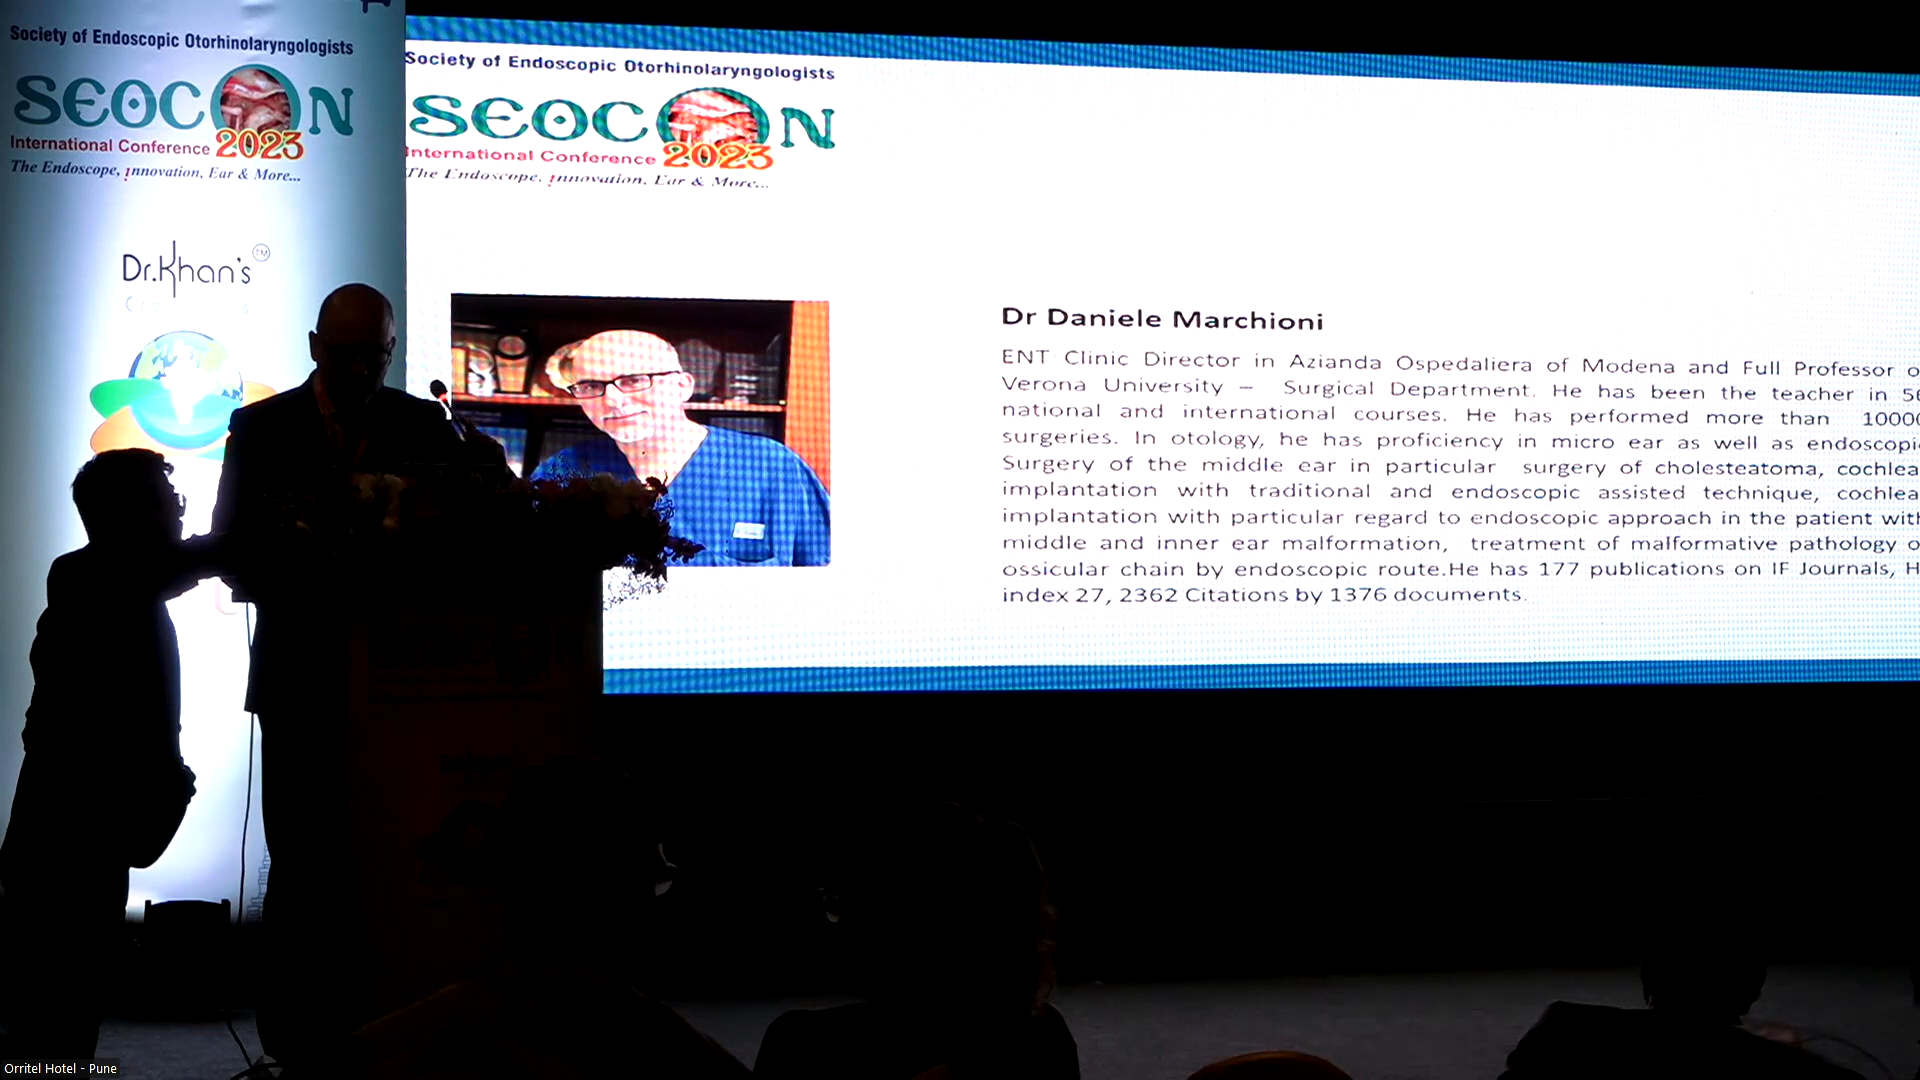 Society of Endoscopic Otorhinolaryngologists
SEOCON
International Conference 2023
The Endoscope, innovation, Ear & More...
Dr.Khan's TM
Society of Endoscopic Otorhinolaryngologists
SEOCON
International Conference 2023
The Endoscope, innovation, Ear & More...
Dr Daniele Marchioni
ENT Clinic Director in Azianda Ospedaliera of Modena and Full Professor o
Verona University – Surgical Department. He has been the teacher in 56
national and international courses. He has performed more than 10000
surgeries. In otology, he has proficiency in micro ear as well as endoscopi
Surgery of the middle ear in particular surgery of cholesteatoma, cochlea
implantation with traditional and endoscopic assisted technique, cochlea
implantation with particular regard to endoscopic approach in the patient with
middle and inner ear malformation, treatment of malformative pathology o
ossicular chain by endoscopic route.He has 177 publications on IF Journals, H
index 27, 2362 Citations by 1376 documents.
Orritel Hotel - Pune